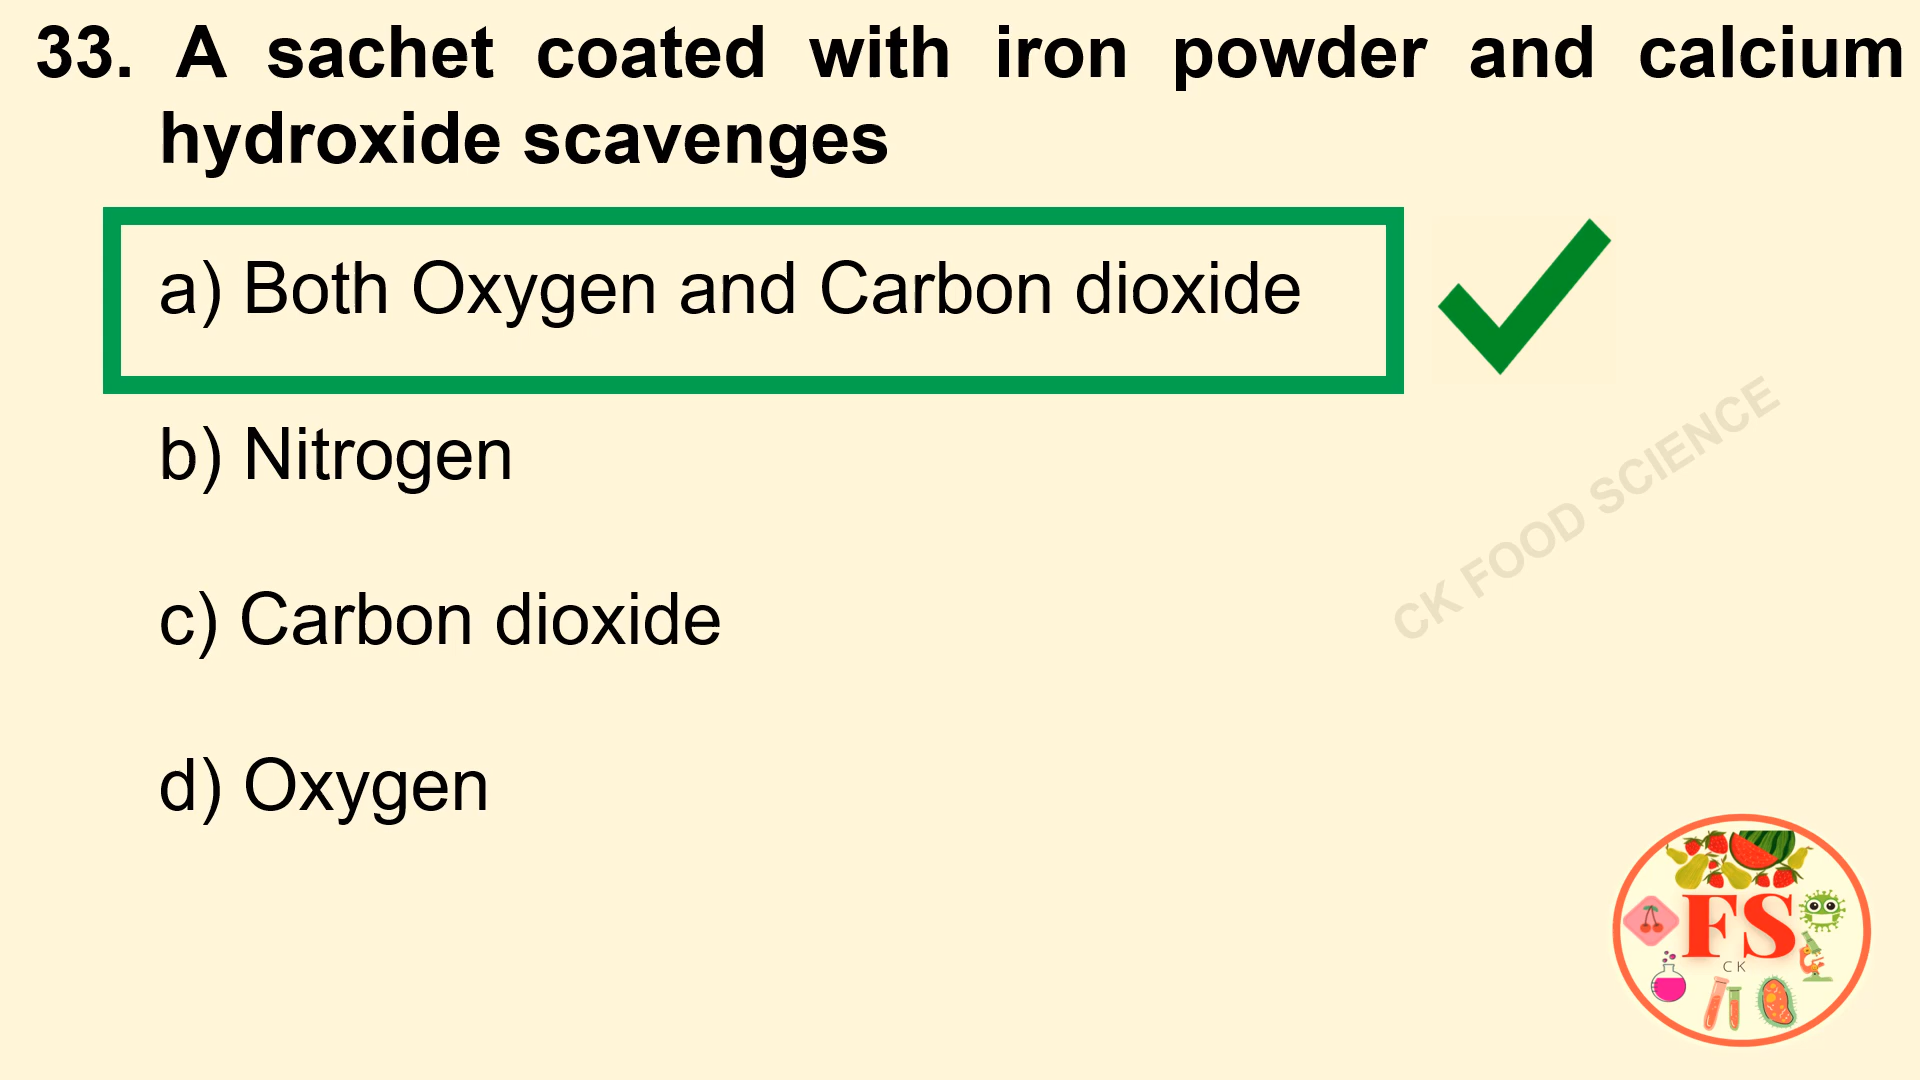 33. A sachet coated with iron powder and calcium
hydroxide scavenges
a) Both Oxygen and Carbon dioxide
b) Nitrogen
CK FOOD SCIENCE
c) Carbon dioxide
d) Oxygen
FS
CK